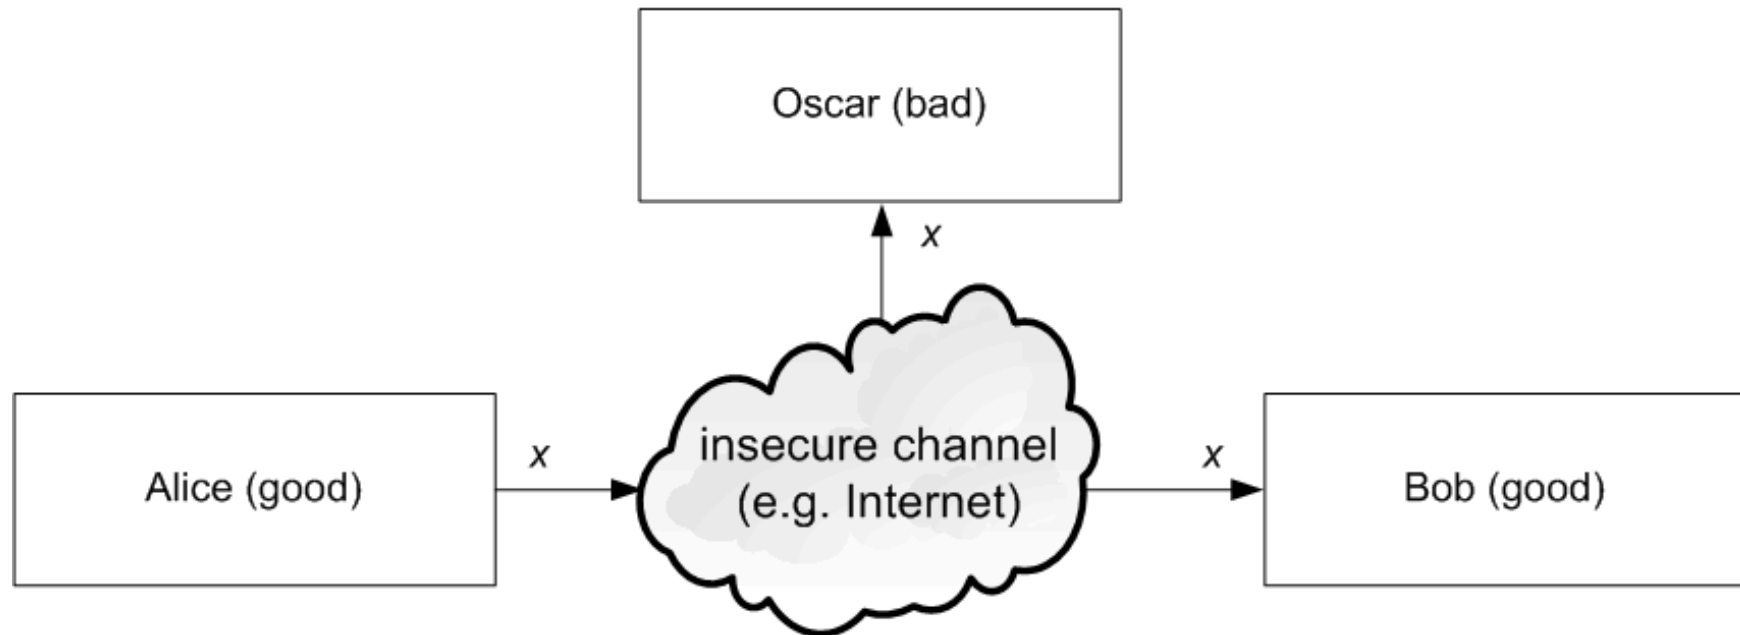 Oscar (bad)
x
insecure channel
(e.g. Internet)
Alice (good)
x
x
Bob (good)